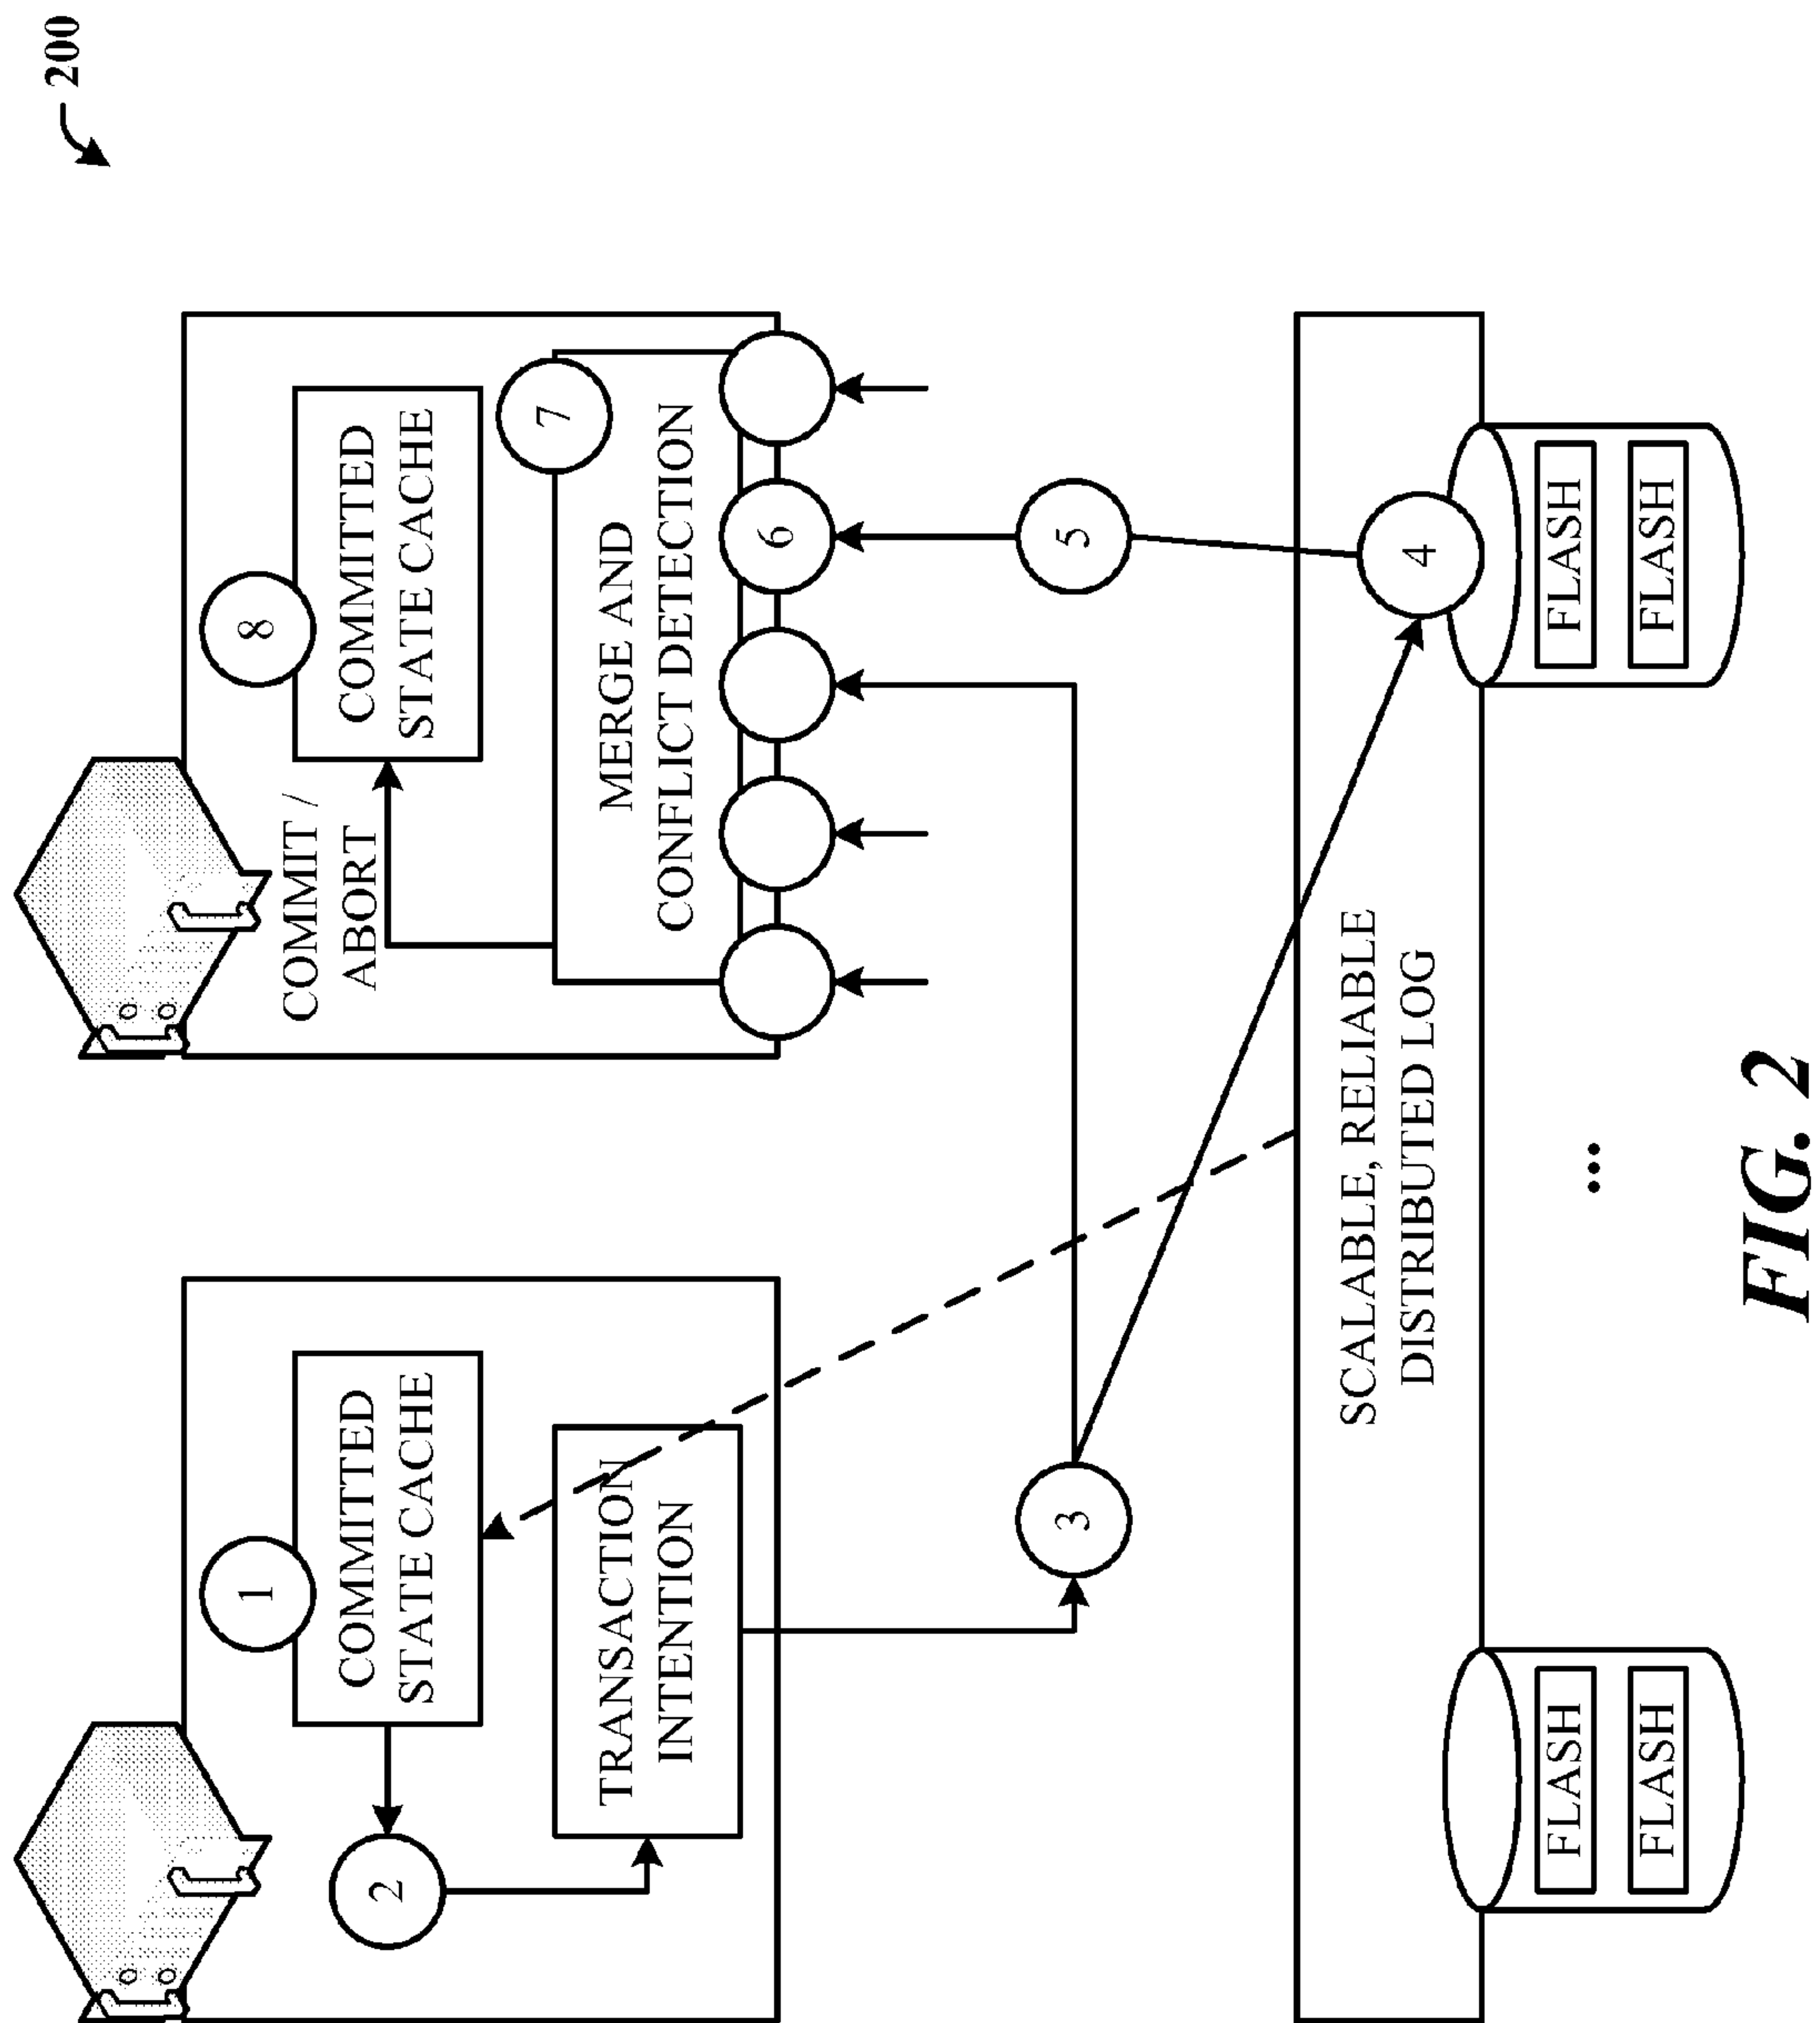 200
1
COMMITTED
STATE CACHE
2
TRANSACTION
INTENTION
3
8
COMMITTED
STATE CACHE
COMMIT /
ABORT
7
MERGE AND
CONFLICT DETECTION
6
5
4
SCALABLE, RELIABLE
DISTRIBUTED LOG
FLASH
FLASH
...
FLASH
FLASH
FIG. 2